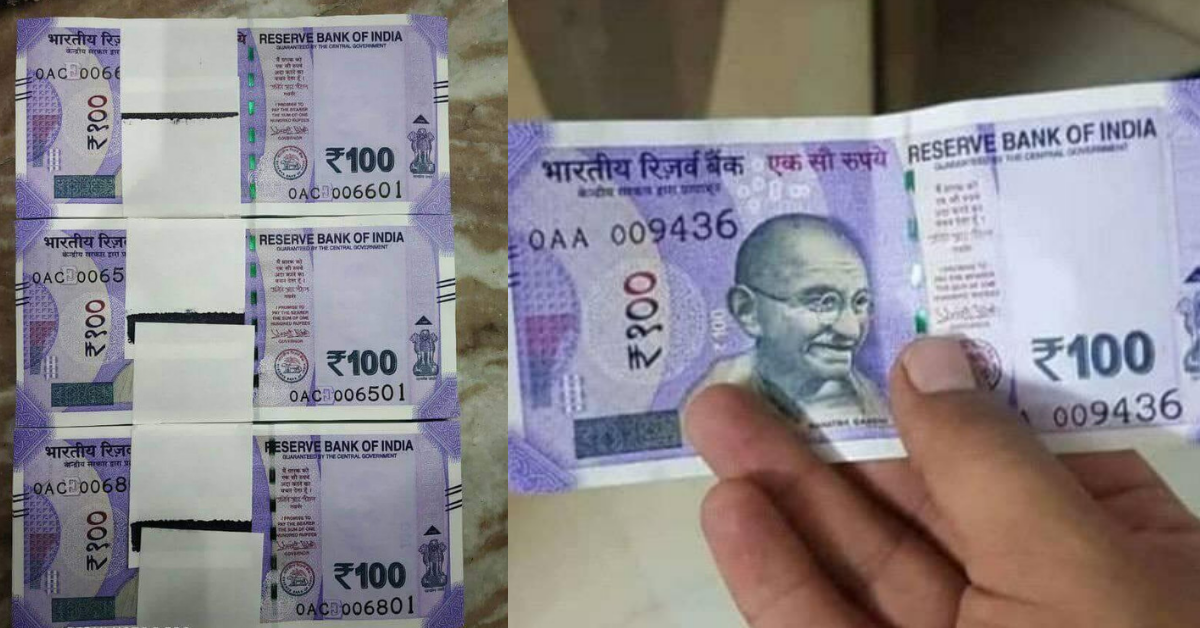 भारतीय रिज़
RESERVE BANK OF INDIA
GUARANTEED BY THE CENTRAL GOVERNMENT
0AC 0066
₹१००
I PROMISE TO
PAY THE BEARER
THE SUM OF ONE
HUNDRED RUPEES
GOVERNOR
₹100
0AC 006601
भारतीय रिज़
RESERVE BANK OF INDIA
GUARANTEED BY THE CENTRAL GOVERNMENT
0AC 0065
₹१००
I PROMISE TO
PAY THE BEARER
THE SUM OF ONE
HUNDRED RUPEES
GOVERNOR
₹100
0AC 006501
भारतीय
RESERVE BANK OF INDIA
GUARANTEED BY THE CENTRAL GOVERNMENT
0AC 0068
₹१००
I PROMISE TO
PAY THE BEARER
THE SUM OF ONE
HUNDRED RUPEES
GOVERNOR
₹100
0AC 006801
भारतीय रिज़र्व बैंक एक सौ रुपये
केन्द्रीय सरकार द्वारा प्रत्याभूत
RESERVE BANK OF INDIA
GUARANTEED BY THE CENTRAL GOVERNMENT
0AA 009436
₹१००
I PROMISE TO
PAY THE BEARER
THE SUM OF ONE
HUNDRED RUPEES
₹100
009436